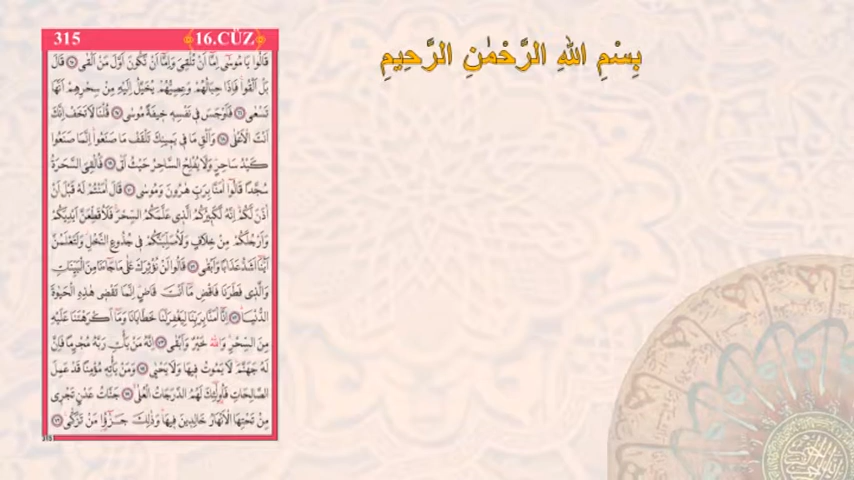 315 16.CÜZ
بِسْمِ اللهِ الرَّحْمٰنِ الرَّحِيمِ
قَالُوا يَا مُوسٰٓى اِمَّٓا اَنْ تُلْقِيَ وَاِمَّٓا اَنْ نَكُونَ اَوَّلَ مَنْ اَلْقٰى قَالَ
بَلْ اَلْقُوا فَاِذَا حِبَالُهُمْ وَعِصِيُّهُمْ يُخَيَّلُ اِلَيْهِ مِنْ سِحْرِهِمْ اَنَّهَا
تَسْعٰى فَاَوْجَسَ فِي نَفْسِهِ خِيفَةً مُوسٰى قُلْنَا لَا تَخَفْ اِنَّكَ
اَنْتَ الْاَعْلٰى وَاَلْقِ مَا فِي يَمِينِكَ تَلْقَفْ مَا صَنَعُوا اِنَّمَا صَنَعُوا
كَيْدُ سَاحِرٍ وَلَا يُفْلِحُ السَّاحِرُ حَيْثُ اَتٰى فَاُلْقِيَ السَّحَرَةُ
سُجَّدًا قَالُٓوا اٰمَنَّا بِرَبِّ هٰرُونَ وَمُوسٰى قَالَ اٰمَنْتُمْ لَهُ قَبْلَ اَنْ
اٰذَنَ لَكُمْ اِنَّهُ لَكَبِيرُكُمُ الَّذِي عَلَّمَكُمُ السِّحْرَ فَلَاُقَطِّعَنَّ اَيْدِيَكُمْ
وَاَرْجُلَكُمْ مِنْ خِلَافٍ وَلَاُصَلِّبَنَّكُمْ فِي جُذُوعِ النَّخْلِ وَلَتَعْلَمُنَّ
اَيُّنَٓا اَشَدُّ عَذَابًا وَاَبْقٰى قَالُوا لَنْ نُؤْثِرَكَ عَلٰى مَا جَٓاءَنَا مِنَ الْبَيِّنَاتِ
وَالَّذِي فَطَرَنَا فَاقْضِ مَٓا اَنْتَ قَاضٍ اِنَّمَا تَقْضِي هٰذِهِ الْحَيٰوةَ
الدُّنْيَا اِنَّٓا اٰمَنَّا بِرَبِّنَا لِيَغْفِرَ لَنَا خَطَايَانَا وَمَٓا اَكْرَهْتَنَا عَلَيْهِ
مِنَ السِّحْرِ وَاللّٰهُ خَيْرٌ وَاَبْقٰى اِنَّهُ مَنْ يَأْتِ رَبَّهُ مُجْرِمًا فَاِنَّ
لَهُ جَهَنَّمَ لَا يَمُوتُ فِيهَا وَلَا يَحْيٰى وَمَنْ يَأْتِهِ مُؤْمِنًا قَدْ عَمِلَ
الصَّالِحَاتِ فَاُولٰٓئِكَ لَهُمُ الدَّرَجَاتُ الْعُلٰى جَنَّاتُ عَدْنٍ تَجْرِي
مِنْ تَحْتِهَا الْاَنْهَارُ خَالِدِينَ فِيهَا وَذٰلِكَ جَزٰٓؤُا مَنْ تَزَكّٰى
315